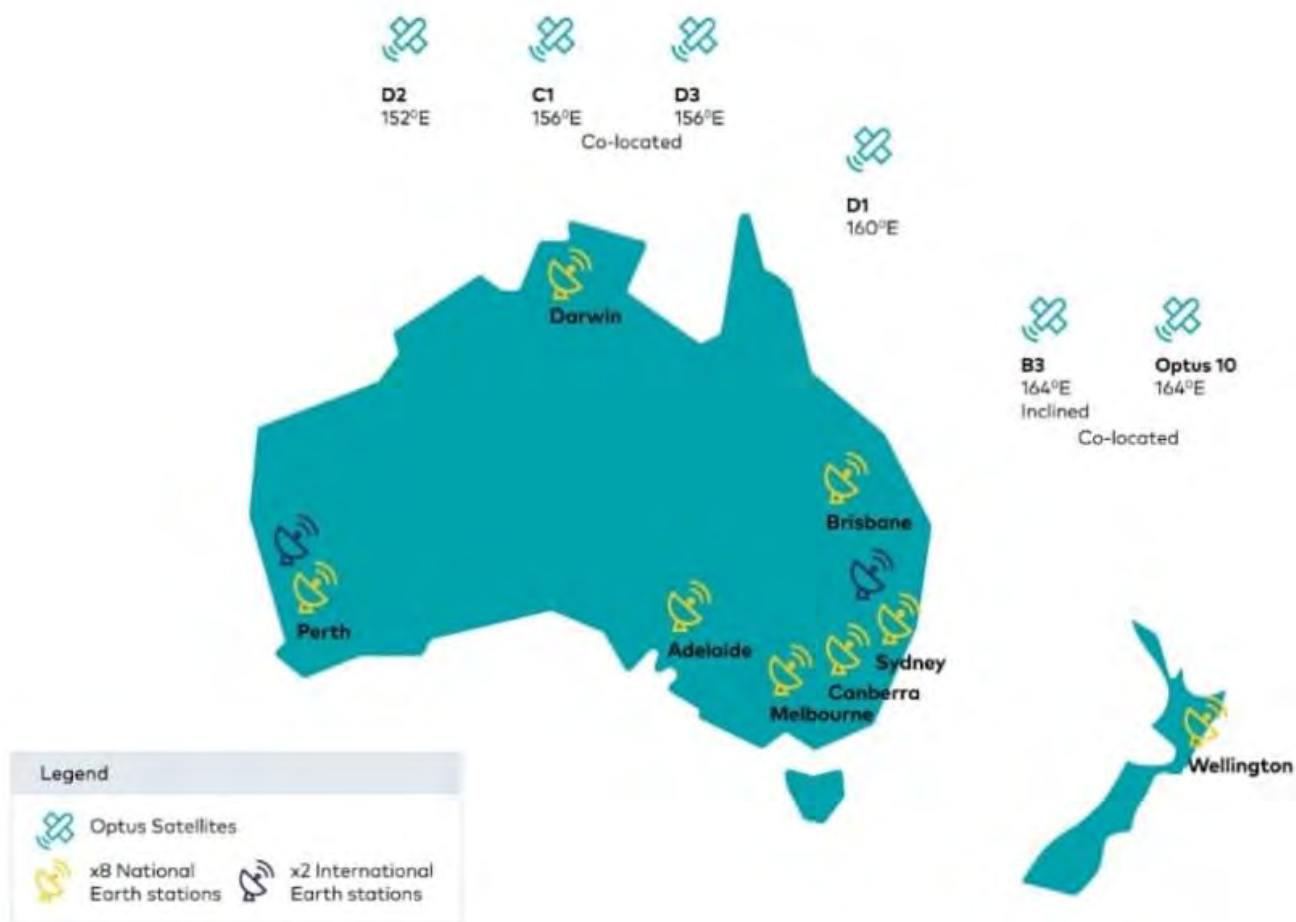 D2
152°E
C1
156°E
D3
156°E
Co-located
D1
160°E
Darwin
B3
164°E
Inclined
Optus 10
164°E
Co-located
Brisbane
Perth
Adelaide
Sydney
Canberra
Melbourne
Wellington
Legend
Optus Satellites
x8 National
Earth stations
x2 International
Earth stations